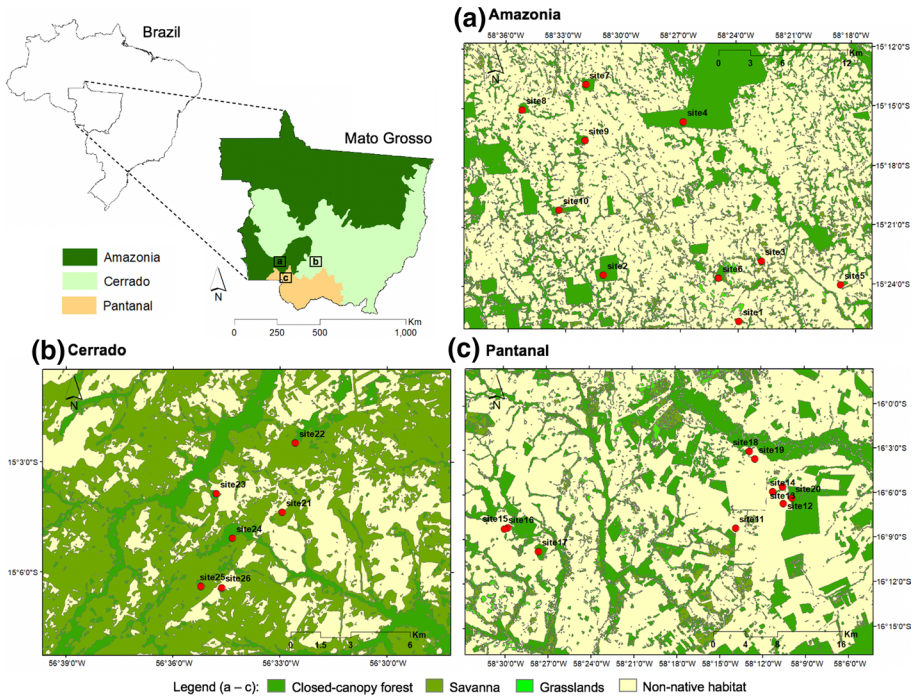 Brazil
Mato Grosso
Amazonia
Cerrado
Pantanal
N
Km
0 250 500 1,000
a
b
c
(a) Amazonia
58°36'0"S 58°33'0"S 58°30'0"S 58°27'0"S 58°24'0"S 58°21'0"S 58°18'0"S
15°12'0"S
15°15'0"S
15°18'0"S
15°21'0"S
15°24'0"S
N
Km
0 3 6 12
site7
site8
site4
site9
site10
site3
site2
site6
site5
site1
(b) Cerrado
N
site22
15°3'0"S
site23
site21
site24
15°6'0"S
site25
site26
Km
0 1.5 3 6
56°39'0"S 56°36'0"S 56°33'0"S 56°30'0"S
(c) Pantanal
N
16°0'0"S
16°3'0"S
16°6'0"S
16°9'0"S
16°12'0"S
16°15'0"S
site18
site19
site14
site20
site12
site11
site15
site16
site17
Km
0 4 8 16
58°30'0"S 58°27'0"S 58°24'0"S 58°21'0"S 58°18'0"S 58°15'0"S 58°12'0"S 58°9'0"S 58°6'0"S
Legend (a – c): Closed-canopy forest Savanna Grasslands Non-native habitat